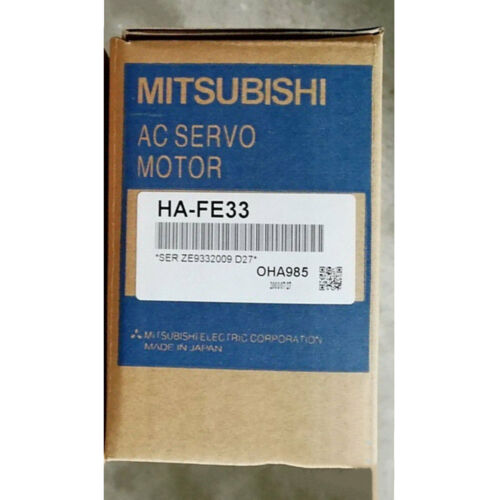 MITSUBISHI
AC SERVO
MOTOR
HA-FE33
*SER.ZE9332009 D27*
OHA985
MITSUBISHI ELECTRIC CORPORATION
MADE IN JAPAN